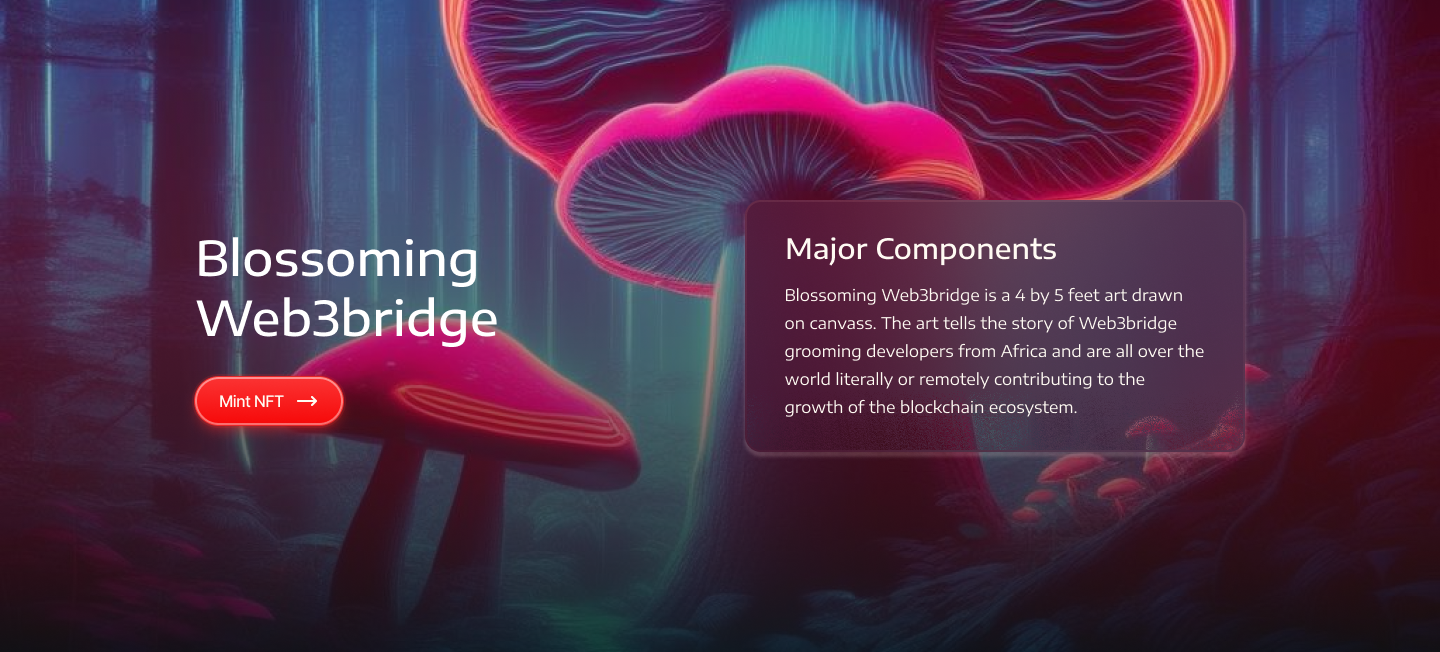 Blossoming
Web3bridge
Mint NFT
Major Components
Blossoming Web3bridge is a 4 by 5 feet art drawn
on canvass. The art tells the story of Web3bridge
grooming developers from Africa and are all over the
world literally or remotely contributing to the
growth of the blockchain ecosystem.